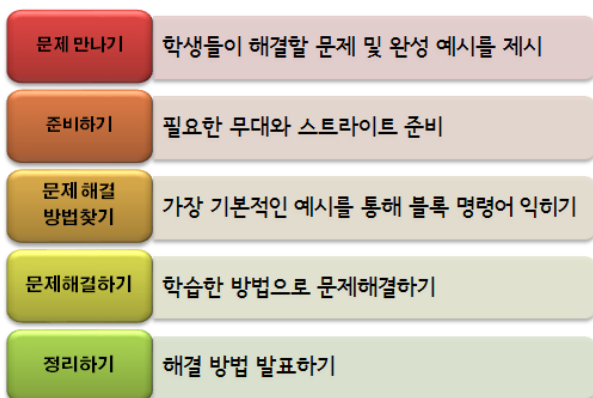 문제 만나기
학생들이 해결할 문제 및 완성 예시를 제시
준비하기
필요한 무대와 스트라이트 준비
문제 해결
방법찾기
가장 기본적인 예시를 통해 블록 명령어 익히기
문제해결하기
학습한 방법으로 문제해결하기
정리하기
해결 방법 발표하기